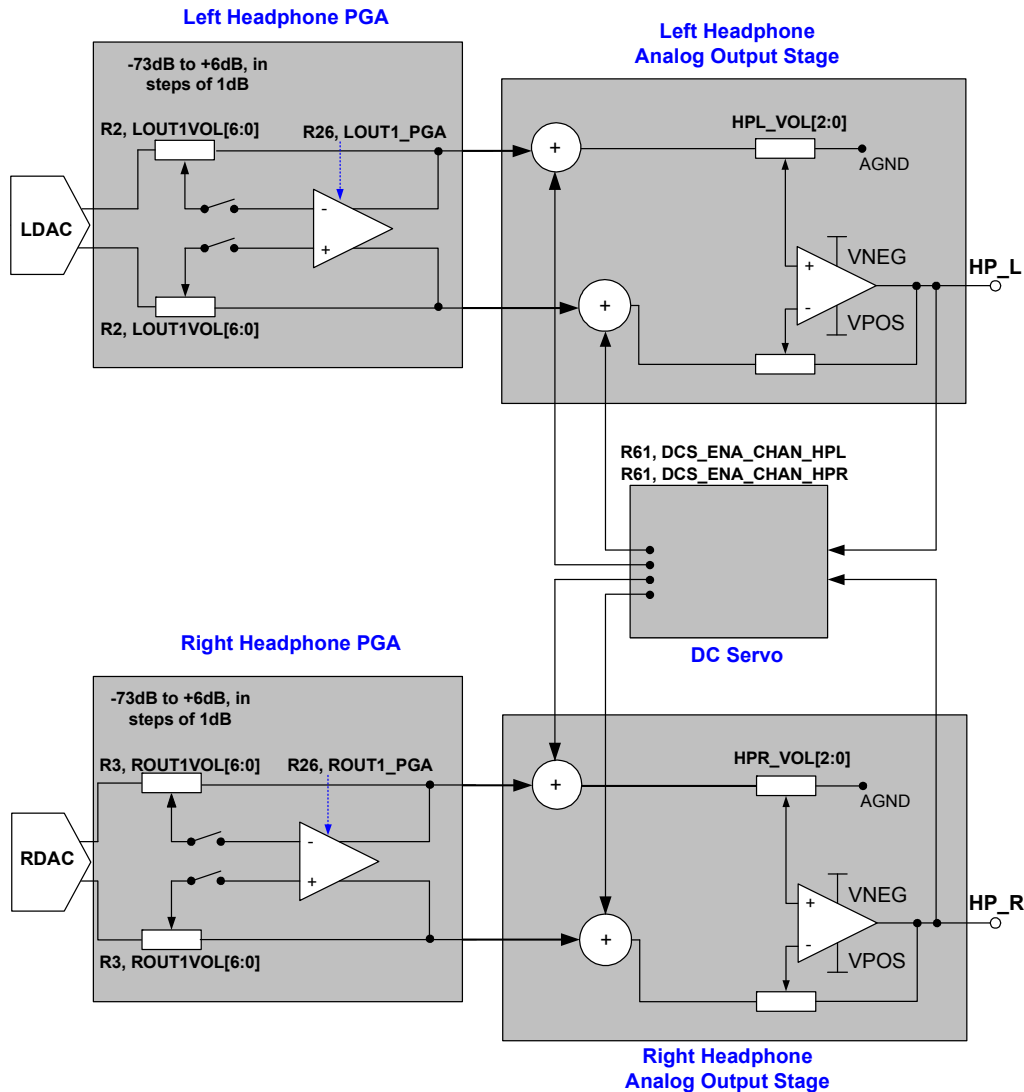 Left Headphone PGA
Left Headphone
Analog Output Stage
-73dB to +6dB, in
steps of 1dB
R2, LOUT1VOL[6:0]
R26, LOUT1_PGA
HPL_VOL[2:0]
+
AGND
LDAC
-
+
+
+
-
VNEG
VPOS
HP_L
R2, LOUT1VOL[6:0]
R61, DCS_ENA_CHAN_HPL
R61, DCS_ENA_CHAN_HPR
DC Servo
Right Headphone PGA
-73dB to +6dB, in
steps of 1dB
R3, ROUT1VOL[6:0]
R26, ROUT1_PGA
HPR_VOL[2:0]
+
AGND
RDAC
-
+
+
+
-
VNEG
VPOS
HP_R
R3, ROUT1VOL[6:0]
Right Headphone
Analog Output Stage